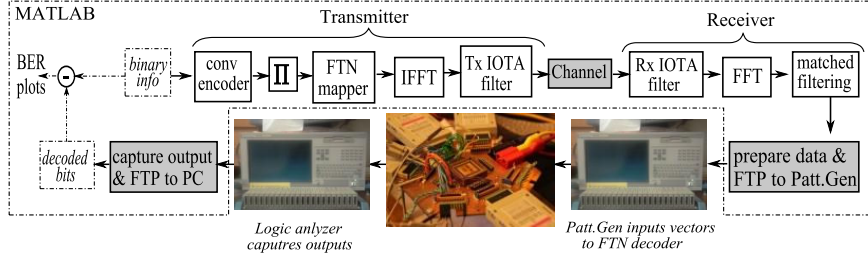 MATLAB
Transmitter
Receiver
BER
plots
-
binary
info
conv
encoder
Π
FTN
mapper
IFFT
Tx IOTA
filter
Channel
Rx IOTA
filter
FFT
matched
filtering
decoded
bits
capture output
& FTP to PC
prepare data &
FTP to Patt.Gen
Logic anlyzer
caputres outputs
Patt.Gen inputs vectors
to FTN decoder